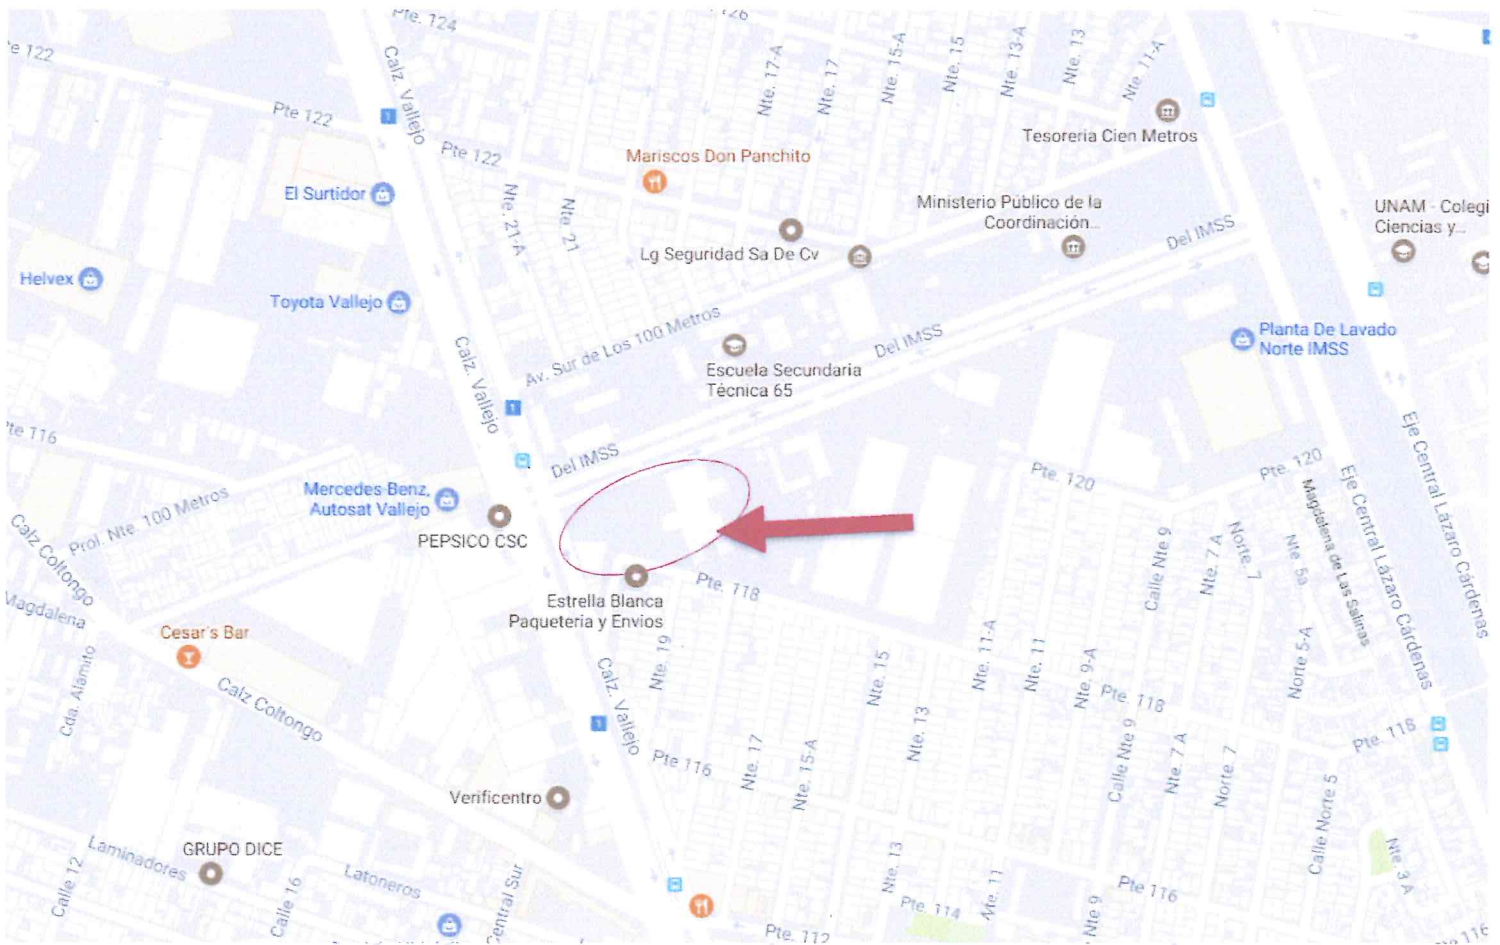 Pte. 124
126
e 122
Calz. Vallejo
Nte. 17-A
Nte. 17
Nte. 15-A
Nte. 15
Nte. 13-A
Nte. 13
Nte. 11-A
Pte 122
1
Pte 122
Tesoreria Cien Metros
Mariscos Don Panchito
El Surtidor
Nte. 21-A
Nte. 21
Ministerio Público de la
Coordinación...
UNAM - Colegi
Ciencias y...
Lg Seguridad Sa De Cv
Del IMSS
Helvex
Toyota Vallejo
Av. Sur de Los 100 Metros
Calz. Vallejo
Del IMSS
Planta De Lavado
Norte IMSS
Escuela Secundaria
Técnica 65
1
Pte 116
Del IMSS
Pte. 120
Pte. 120
Eje Central Lázaro Cárdenas
Eje Central Lázaro Cárdenas
Magdalena de Las Salinas
Mercedes-Benz,
Autosat Vallejo
Prol. Nte. 100 Metros
PEPSICO CSC
Calz Coltongo
Calle Nte 9
Nte. 7 A
Norte. 7
Nte 5a
Pte. 118
Estrella Blanca
Paquetería y Envíos
Magdalena
Cesar's Bar
Cda. Alamito
Calz Coltongo
Calz. Vallejo
Nte. 19
Nte. 15
Nte. 11-A
Nte. 11
Nte. 9-A
Norte 5-A
Pte. 118
Nte. 13
1
Pte 116
Nte. 17
Nte. 15-A
Calle Nte 9
Nte. 7 A
Norte. 7
Pte. 118
Calle Norte 5
Verificentro
GRUPO DICE
Laminadores
Calle 12
Calle 16
Latoneros
Central Sur
Nte. 13
Nte. 11
Pte. 114
Pte 116
Nte 9
Nte. 3 A
Pte. 112
116